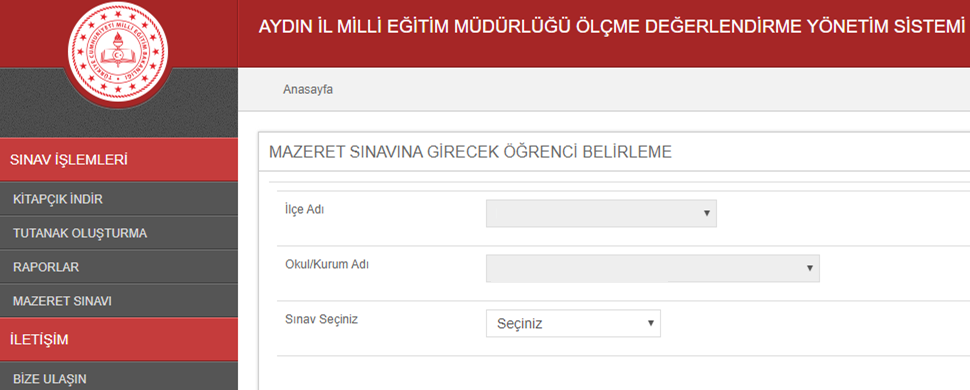 AYDIN İL MİLLİ EĞİTİM MÜDÜRLÜĞÜ ÖLÇME DEĞERLENDİRME YÖNETİM SİSTEMİ
TÜRKİYE CUMHURİYETİ MİLLÎ EĞİTİM BAKANLIĞI
Anasayfa
SINAV İŞLEMLERİ
KİTAPÇIK İNDİR
TUTANAK OLUŞTURMA
RAPORLAR
MAZERET SINAVI
İLETİŞİM
BİZE ULAŞIN
MAZERET SINAVINA GİRECEK ÖĞRENCİ BELİRLEME
İlçe Adı
Okul/Kurum Adı
Sınav Seçiniz
Seçiniz